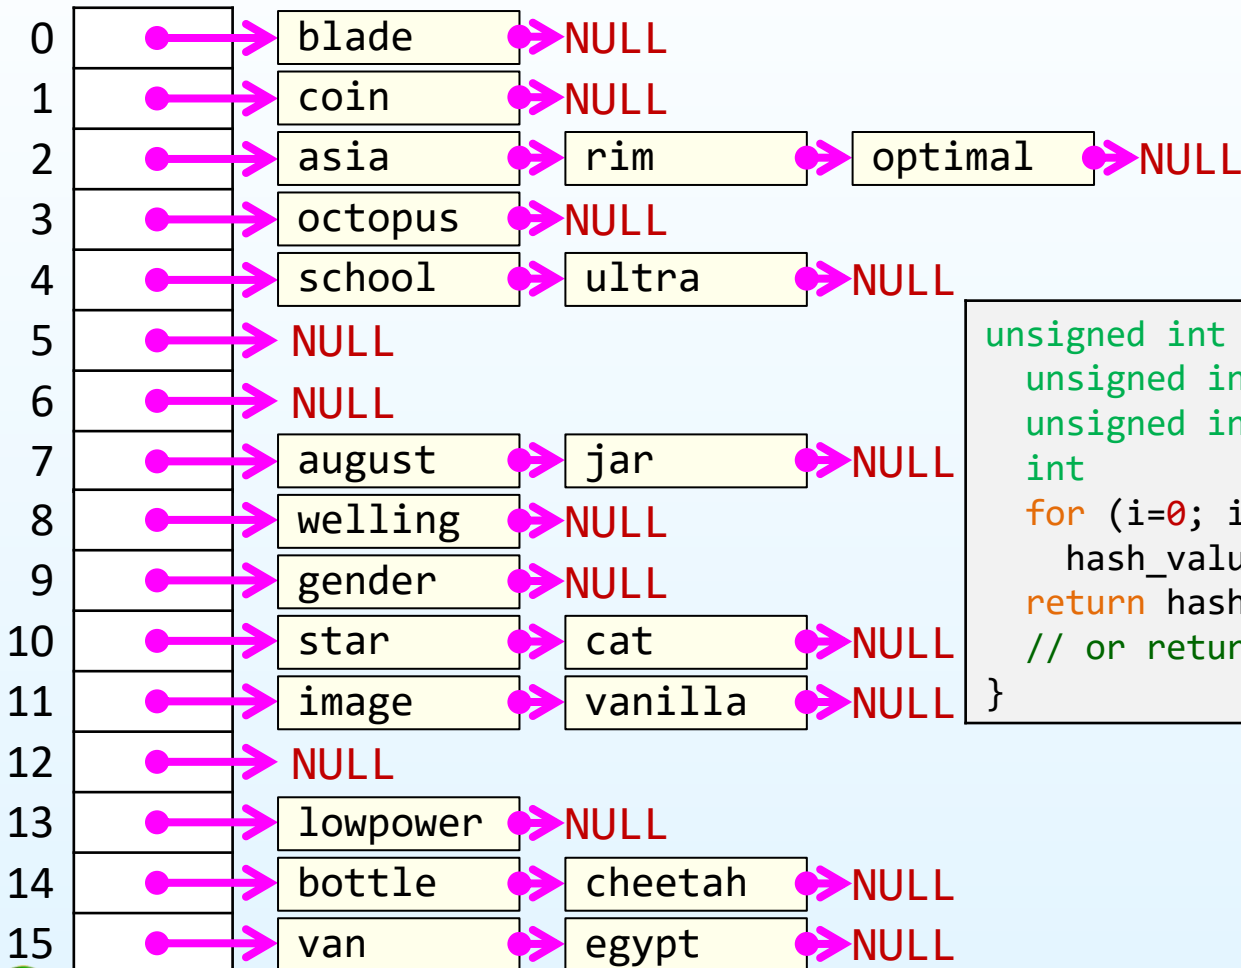 0 blade NULL
1 coin NULL
2 asia rim optimal NULL
3 octopus NULL
4 school ultra NULL
5 NULL
6 NULL
7 august jar NULL
8 welling NULL
9 gender NULL
10 star cat NULL
11 image vanilla NULL
12 NULL
13 lowpower NULL
14 bottle cheetah NULL
15 van egypt NULL
unsigned int
unsigned in
unsigned in
int
for (i=0; i
hash_valu
return hash
// or retur
}